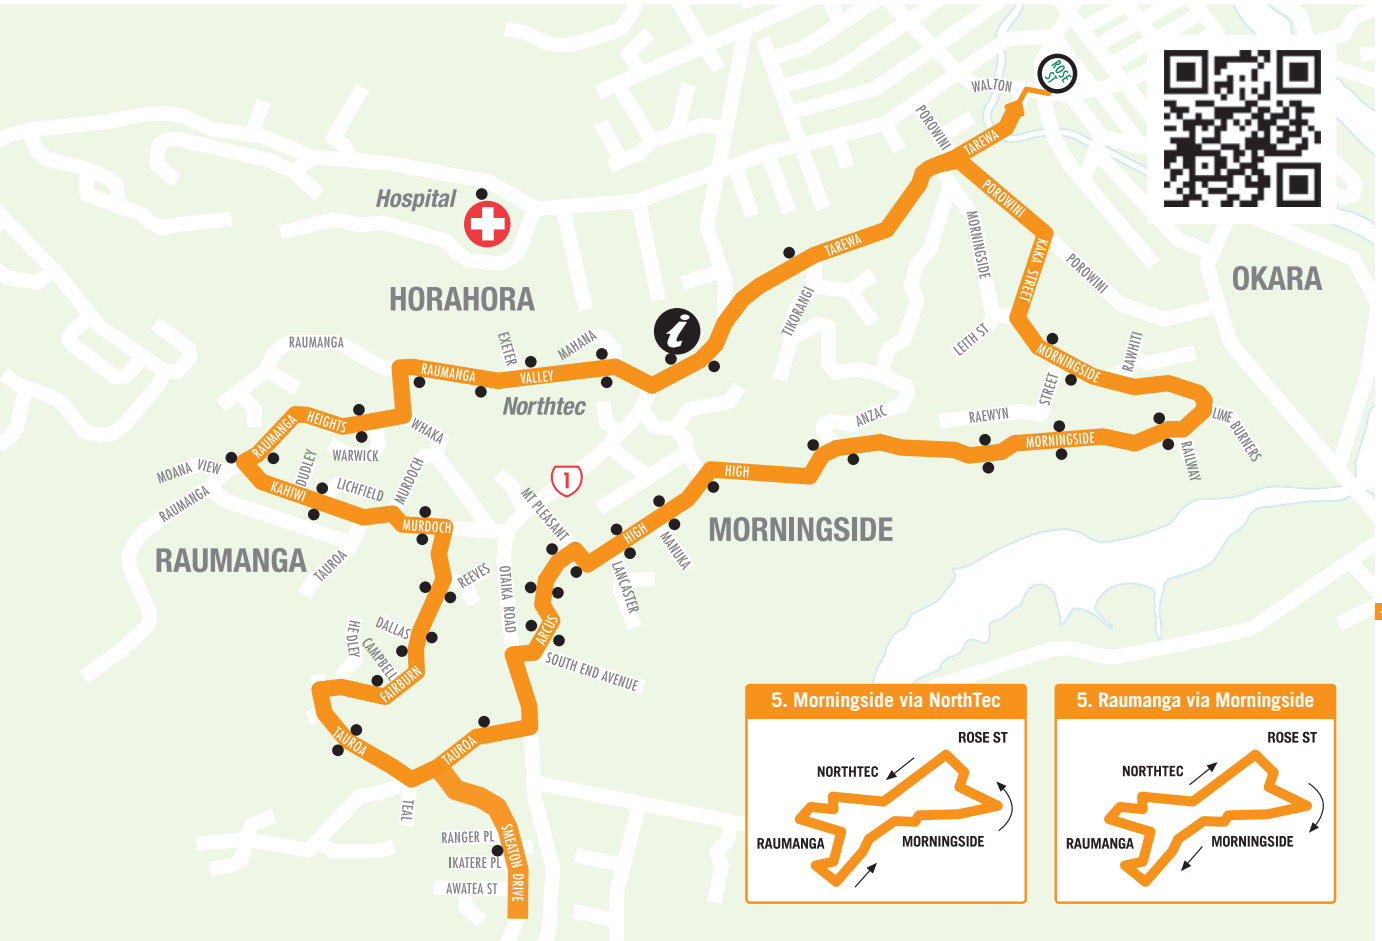 ROSE
ST
WALTON
POROWINI
TAREWA
POROWINI
Hospital
MORNINGSIDE
TAREWA
KAKA STREET
POROWINI
OKARA
HORAHORA
TIKORANGI
i
RAUMANGA
EXETER
MAHANA
LEITH ST
RAWHITI
MORNINGSIDE
RAUMANGA
VALLEY
STREET
Northtec
HEIGHTS
RAUMANGA
WHAKA
ANZAC
RAEWYN
LIME BURNERS
MORNINGSIDE
WARWICK
DUDLEY
MOANA VIEW
MURDOCH
RAILWAY
HIGH
1
KAHIWI
LICHFIELD
RAUMANGA
MT PLEASANT
MURDOCH
HIGH
MORNINGSIDE
MANUKA
RAUMANGA
TAUROA
REEVES
OTAIKA ROAD
LANCASTER
DALLAS
HEDLEY
CAMPBELL
ARCUS
SOUTH END AVENUE
FAIRBURN
TAUROA
TAUROA
TEAL
SMEATON DRIVE
RANGER PL
IKATERE PL
AWATEA ST
5. Morningside via NorthTec
ROSE ST
NORTHTEC
RAUMANGA
MORNINGSIDE
5. Raumanga via Morningside
ROSE ST
NORTHTEC
RAUMANGA
MORNINGSIDE